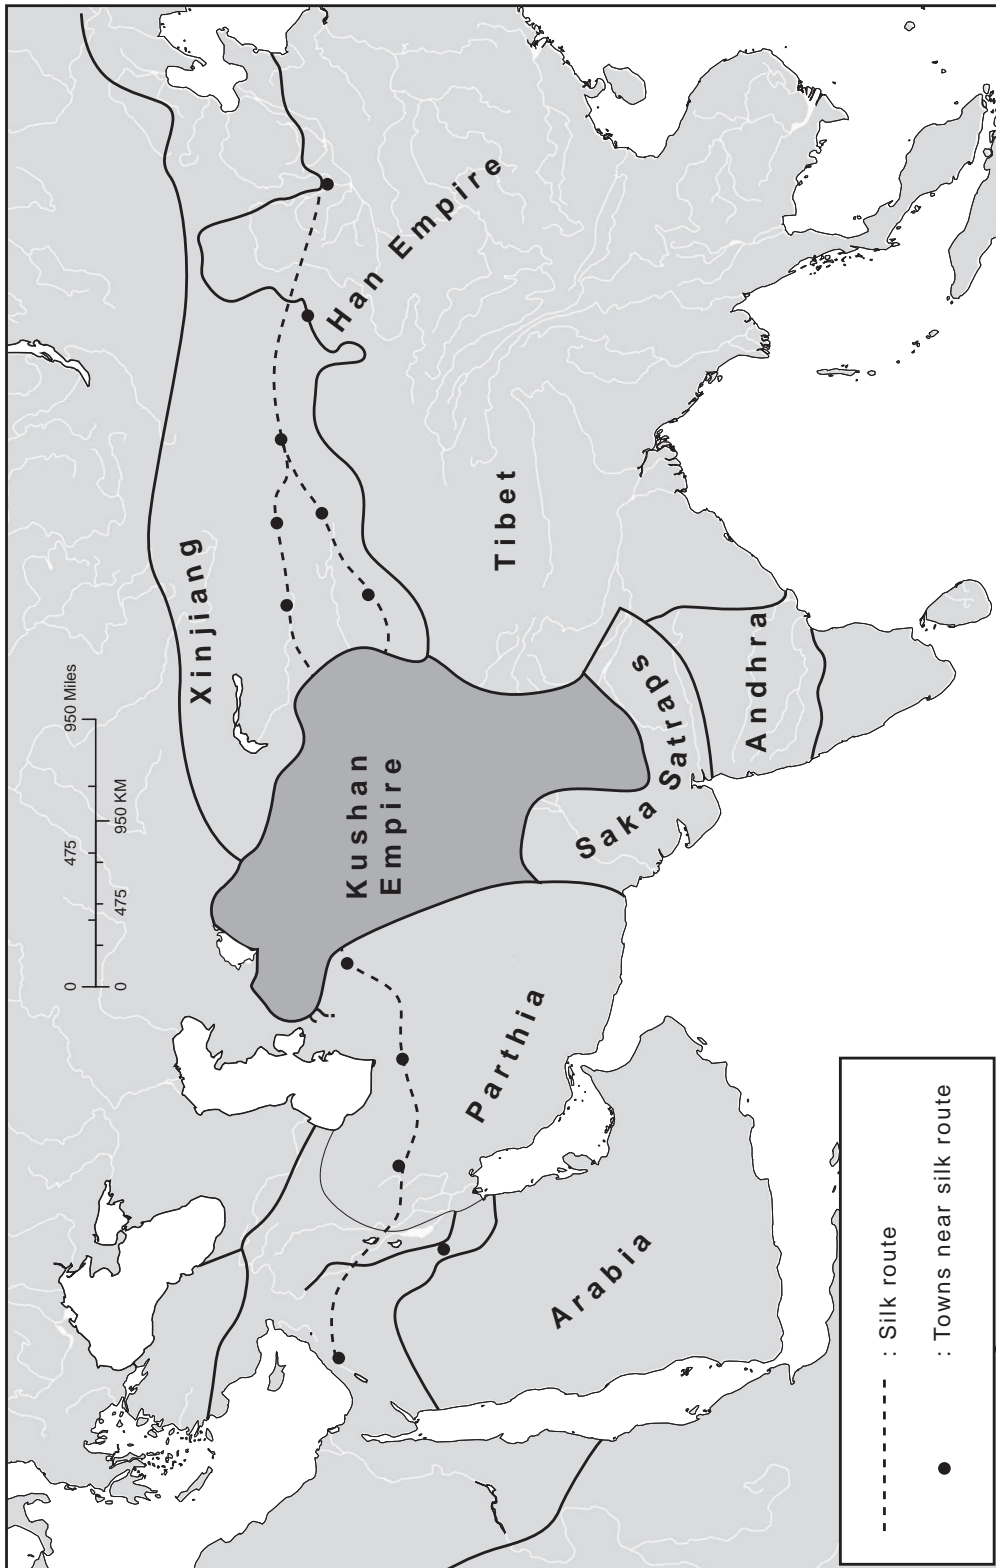 0 475 950 Miles
0 475 950 KM
Xinjiang
Han Empire
Kushan
Empire
Tibet
Parthia
Saka Satraps
Andhra
Arabia
: Silk route
: Towns near silk route